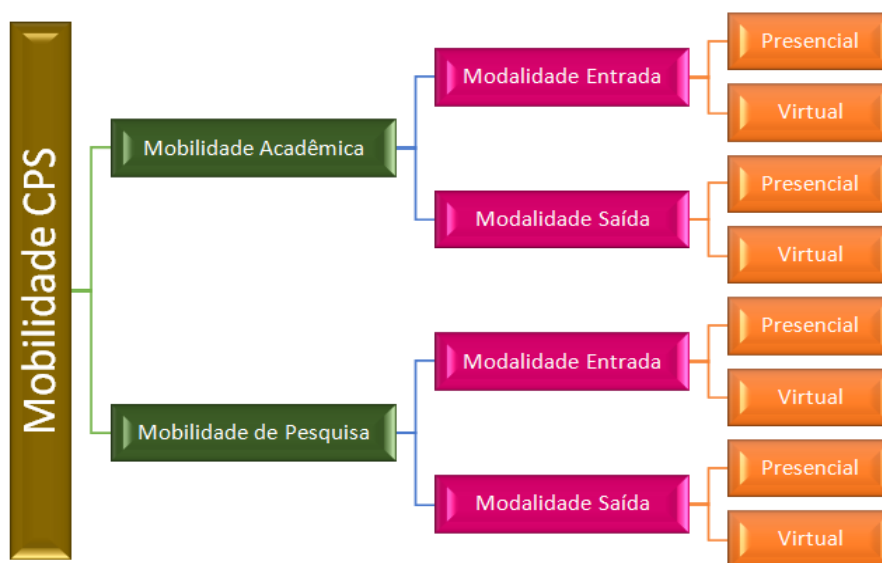 Mobilidade CPS
Mobilidade Acadêmica
Modalidade Entrada
Presencial
Virtual
Modalidade Saída
Presencial
Virtual
Mobilidade de Pesquisa
Modalidade Entrada
Presencial
Virtual
Modalidade Saída
Presencial
Virtual